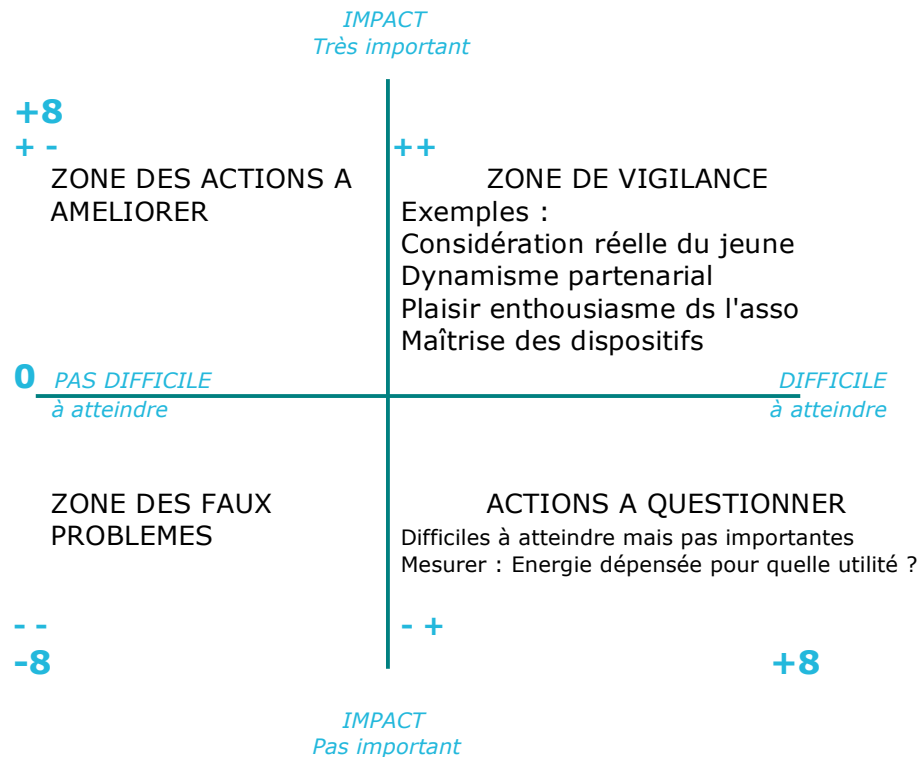 IMPACT
Très important
+8
+ -
++
ZONE DES ACTIONS A
AMELIORER
ZONE DE VIGILANCE
Exemples :
Considération réelle du jeune
Dynamisme partenarial
Plaisir enthousiasme ds l'asso
Maîtrise des dispositifs
0 PAS DIFFICILE
à atteindre
DIFFICILE
à atteindre
ZONE DES FAUX
PROBLEMES
ACTIONS A QUESTIONNER
Difficiles à atteindre mais pas importantes
Mesurer : Energie dépensée pour quelle utilité ?
- -
- +
-8
+8
IMPACT
Pas important